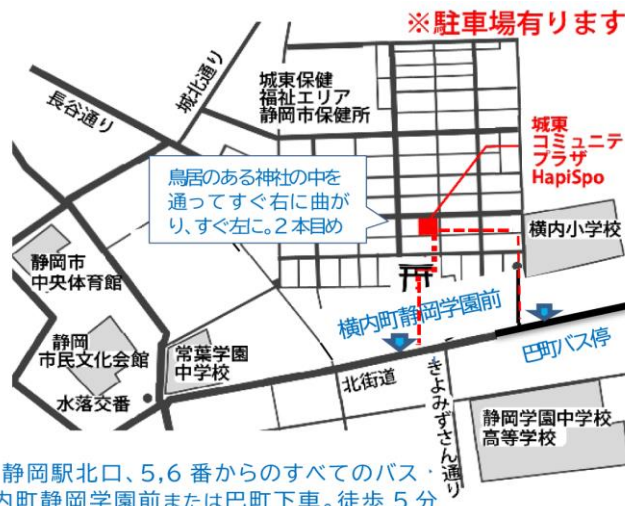 ※駐車場有ります
城東保健
福祉エリア
静岡市保健所
城北通り
長谷通り
城東
コミュニテ
プラザ
HapiSpo
鳥居のある神社の中を
通ってすぐ右に曲が
り、すぐ左に。2本目め
横内小学校
静岡市
中央体育館
横内町静岡学園前
巴町バス停
静岡
市民文化会館
常葉学園
中学校
北街道
水落交番
きよみずさん通り
静岡学園中学校
高等学校
静岡駅北口、5,6 番からのすべてのバス・
内町静岡学園前または巴町下車。徒歩 5 分